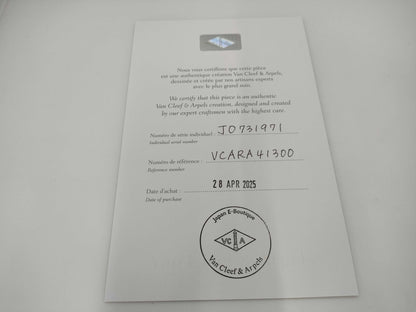 Nous vous certifions que cette pièce
est une authentique création Van Cleef & Arpels,
dessinée et créée par nos artisans experts
avec le plus grand soin.
We certify that this piece is an authentic
Van Cleef & Arpels creation, designed and created
by our expert craftsmen with the highest care.
Numéro de série individuel : JO731971
Individual serial number
Numéro de référence : VCARA41300
Reference number
Date d'achat : 28 APR 2025
Date of purchase
Japan E-Boutique
VC A
Van Cleef & Arpels